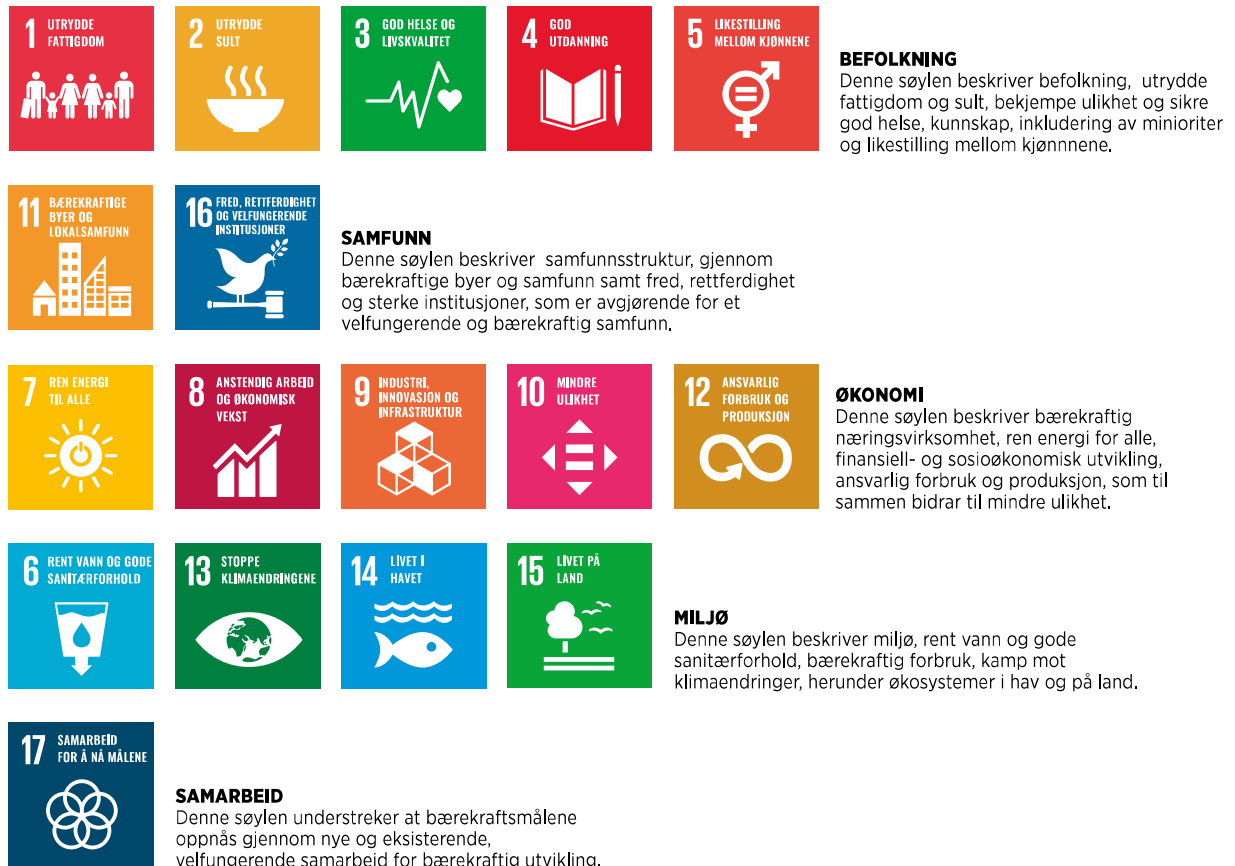 1 UTRYDDE
FATTIGDOM
2 UTRYDDE
SULT
3 GOD HELSE OG
LIVSKVALITET
4 GOD
UTDANNING
5 LIKESTILLING
MELLOM KJØNNENE
BEFOLKNING
Denne søylen beskriver befolkning, utrydde
fattigdom og sult, bekjempe ulikhet og sikre
god helse, kunnskap, inkludering av minioriter
og likestilling mellom kjønnnene.
11 BÆREKRAFTIGE
BYER OG
LOKALSAMFUNN
16 FRED, RETTFERDIGHET
OG VELFUNGERENDE
INSTITUSJONER
SAMFUNN
Denne søylen beskriver samfunnsstruktur, gjennom
bærekraftige byer og samfunn samt fred, rettferdighet
og sterke institusjoner, som er avgjørende for et
velfungerende og bærekraftig samfunn.
7 REN ENERGI
TIL ALLE
8 ANSTENDIG ARBEID
OG ØKONOMISK
VEKST
9 INDUSTRI,
INNOVASJON OG
INFRASTRUKTUR
10 MINDRE
ULIKHET
12 ANSVARLIG
FORBRUK OG
PRODUKSJON
ØKONOMI
Denne søylen beskriver bærekraftig
næringsvirksomhet, ren energi for alle,
finansiell- og sosioøkonomisk utvikling,
ansvarlig forbruk og produksjon, som til
sammen bidrar til mindre ulikhet.
6 RENT VANN OG GODE
SANITÆRFORHOLD
13 STOPPE
KLIMAENDRINGENE
14 LIVET I
HAVET
15 LIVET PÅ
LAND
MILJØ
Denne søylen beskriver miljø, rent vann og gode
sanitærforhold, bærekraftig forbruk, kamp mot
klimaendringer, herunder økosystemer i hav og på land.
17 SAMARBEID
FOR Å NÅ MÅLENE
SAMARBEID
Denne søylen understreker at bærekraftsmålene
oppnås gjennom nye og eksisterende,
velfungerende samarbeid for bærekraftig utvikling.